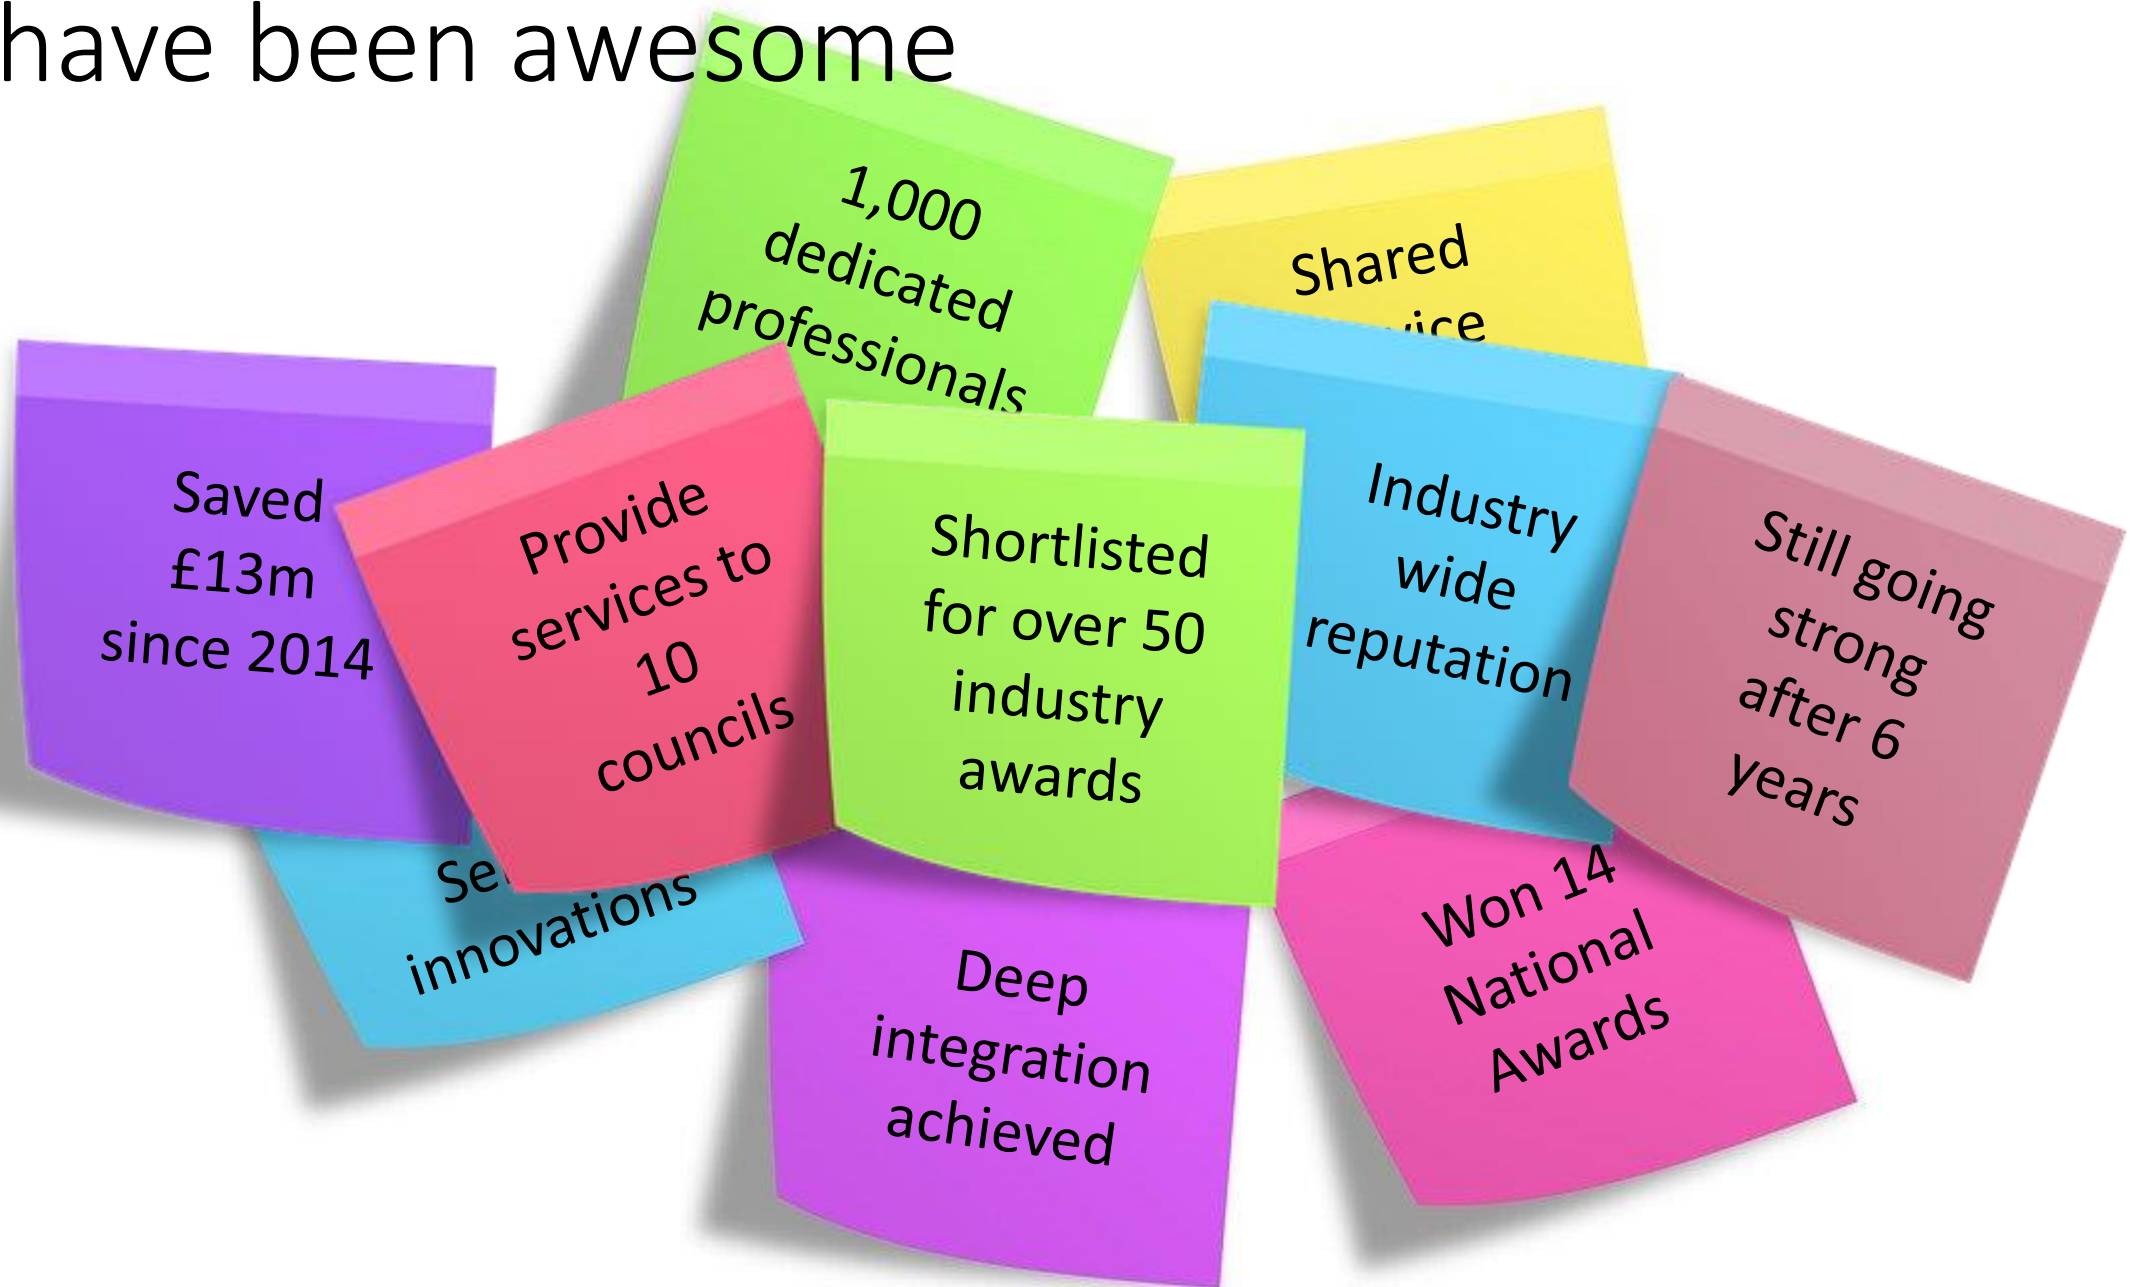 have been awesome
1,000
dedicated
professionals
Shared
Saved
£13m
since 2014
Provide
services to
10
councils
Shortlisted
for over 50
industry
awards
Industry
wide
reputation
Still going
strong
after 6
years
innovations
Deep
integration
achieved
Won 14
National
Awards